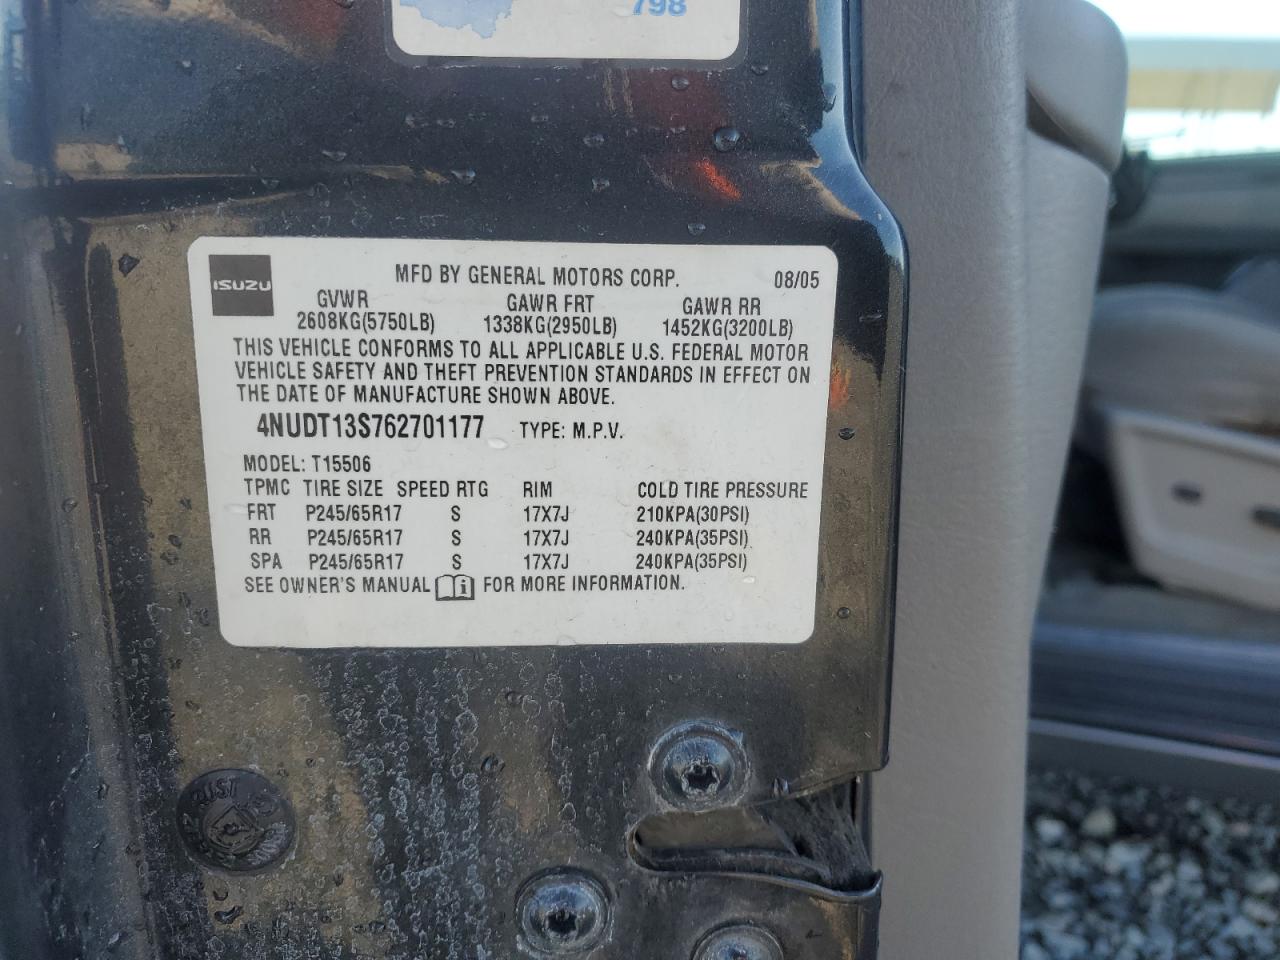 798
ISUZU
MFD BY GENERAL MOTORS CORP. 08/05
GVWR GAWR FRT GAWR RR
2608KG(5750LB) 1338KG(2950LB) 1452KG(3200LB)
THIS VEHICLE CONFORMS TO ALL APPLICABLE U.S. FEDERAL MOTOR
VEHICLE SAFETY AND THEFT PREVENTION STANDARDS IN EFFECT ON
THE DATE OF MANUFACTURE SHOWN ABOVE.
4NUDT13S762701177 TYPE: M.P.V.
MODEL: T15506
TPMC TIRE SIZE SPEED RTG RIM COLD TIRE PRESSURE
FRT P245/65R17 S 17X7J 210KPA(30PSI)
RR P245/65R17 S 17X7J 240KPA(35PSI)
SPA P245/65R17 S 17X7J 240KPA(35PSI)
SEE OWNER'S MANUAL FOR MORE INFORMATION.
RUST